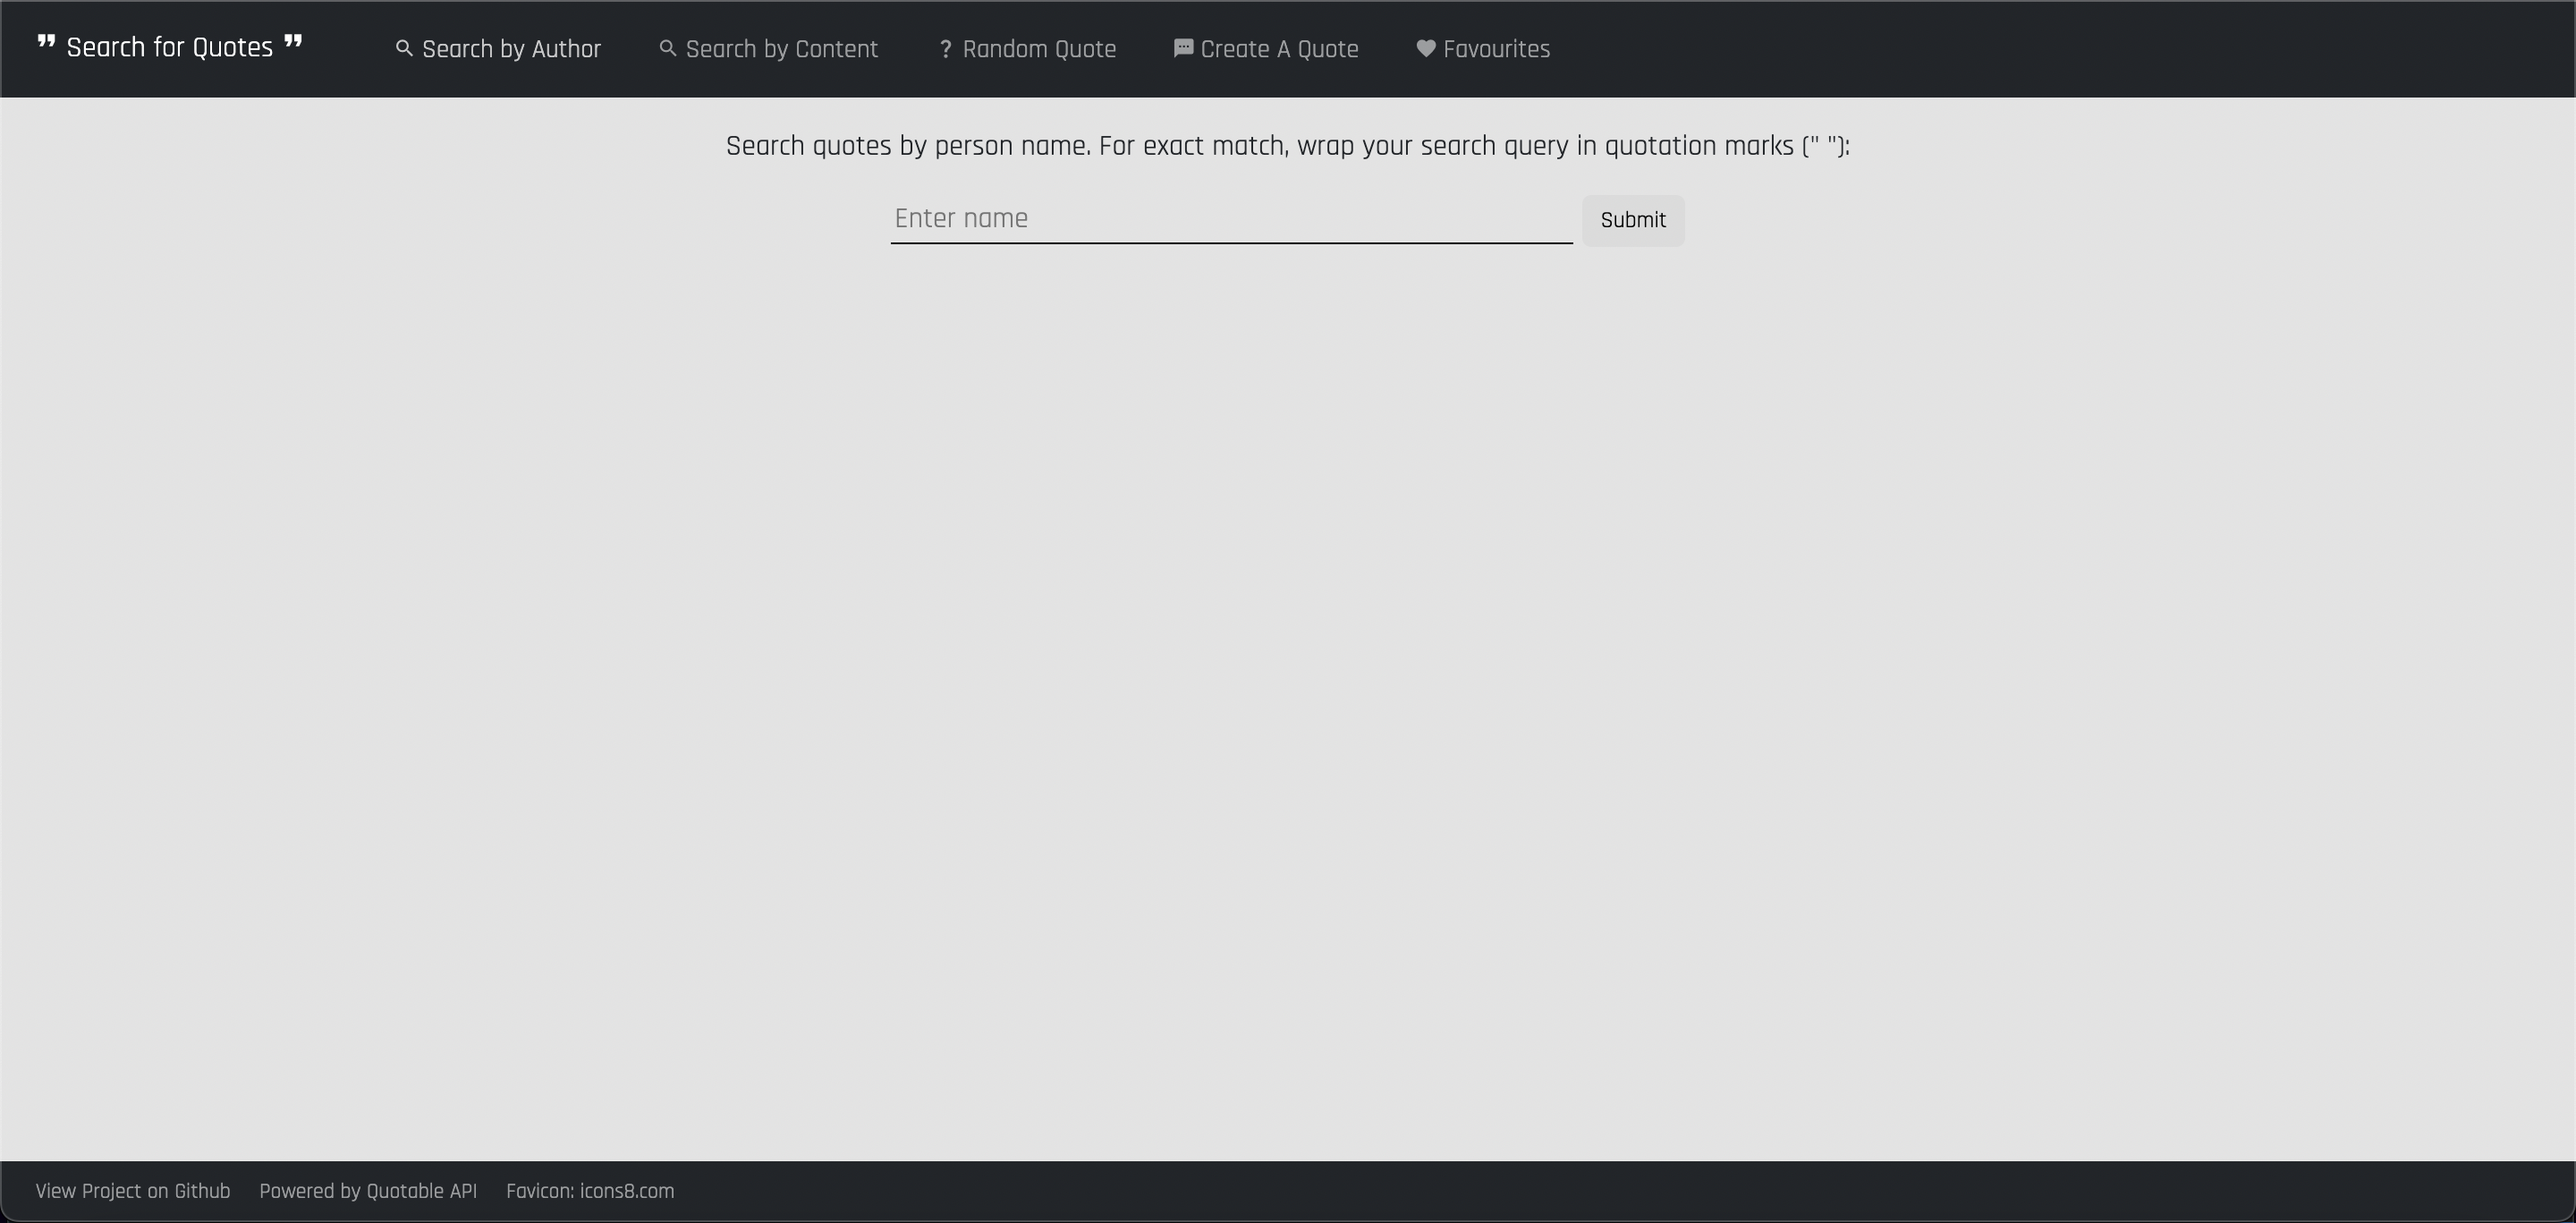 ” Search for Quotes ” Search by Author Search by Content ? Random Quote Create A Quote Favourites
Search quotes by person name. For exact match, wrap your search query in quotation marks (" "):
Enter name Submit
View Project on Github Powered by Quotable API Favicon: icons8.com